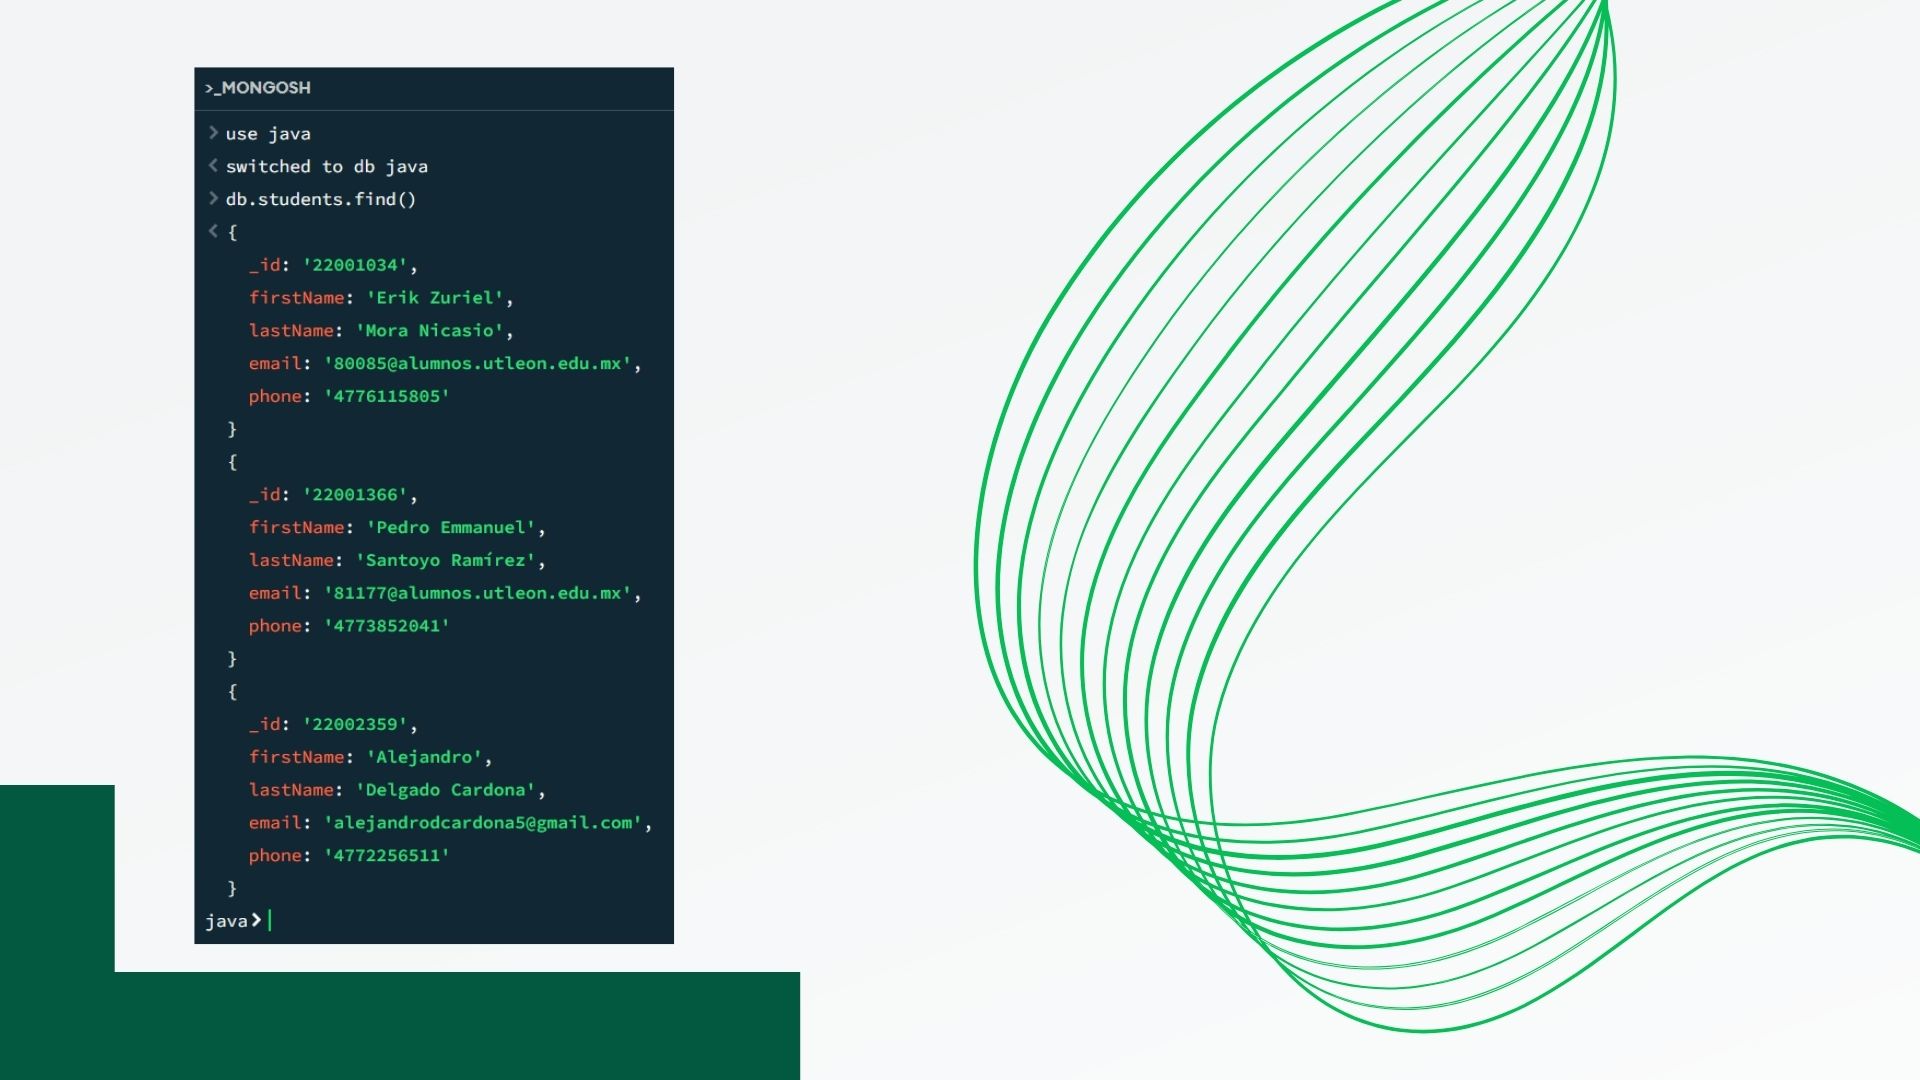 >_MONGOSH
> use java
< switched to db java
> db.students.find()
< {
_id: '22001034',
firstName: 'Erik Zuriel',
lastName: 'Mora Nicasio',
email: '80085@alumnos.utleon.edu.mx',
phone: '4776115805'
}
{
_id: '22001366',
firstName: 'Pedro Emmanuel',
lastName: 'Santoyo Ramírez',
email: '81177@alumnos.utleon.edu.mx',
phone: '4773852041'
}
{
_id: '22002359',
firstName: 'Alejandro',
lastName: 'Delgado Cardona',
email: 'alejandrodcardona5@gmail.com',
phone: '4772256511'
}
java>